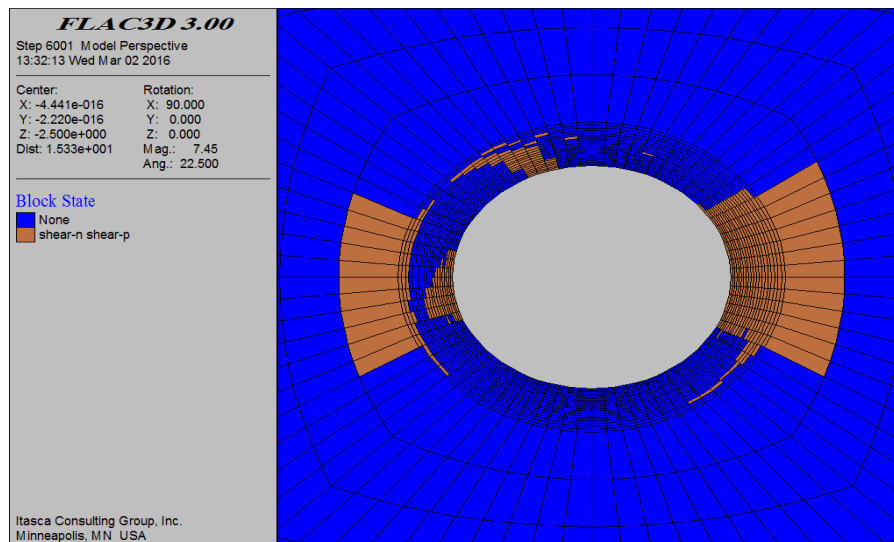 FLAC3D 3.00
Step 6001 Model Perspective
13:32:13 Wed Mar 02 2016
Center: Rotation:
X: -4.441e-016 X: 90.000
Y: -2.220e-016 Y: 0.000
Z: -2.500e+000 Z: 0.000
Dist: 1.533e+001 Mag.: 7.45
Ang.: 22.500
Block State
None
shear-n shear-p
Itasca Consulting Group, Inc.
Minneapolis, MN USA